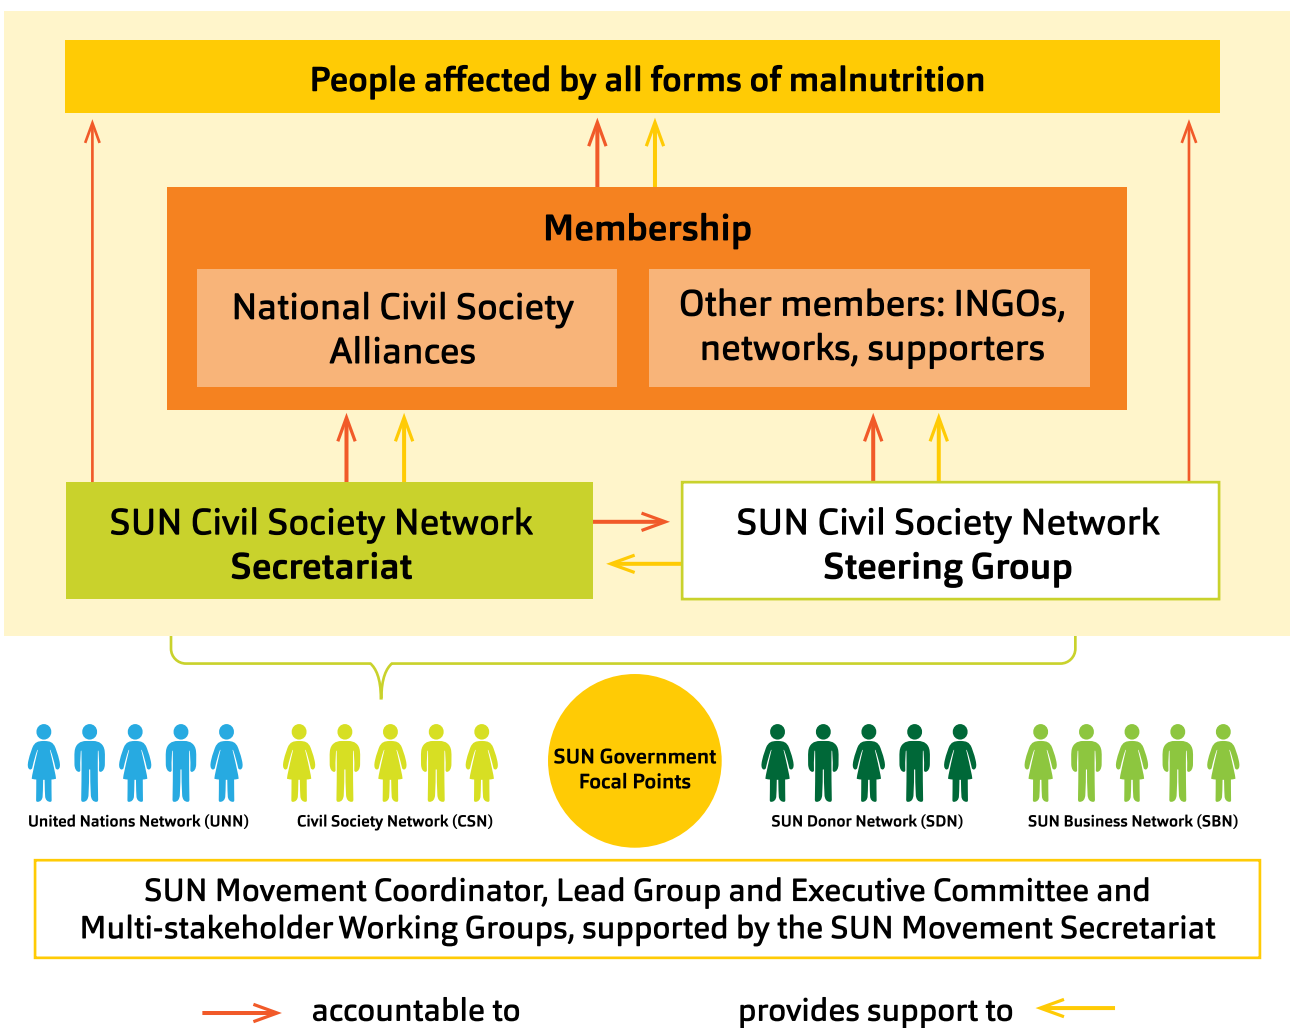 People affected by all forms of malnutrition
Membership
National Civil Society
Alliances
Other members: INGOs,
networks, supporters
SUN Civil Society Network
Secretariat
SUN Civil Society Network
Steering Group
SUN Government
Focal Points
United Nations Network (UNN)
Civil Society Network (CSN)
SUN Donor Network (SDN)
SUN Business Network (SBN)
SUN Movement Coordinator, Lead Group and Executive Committee and
Multi-stakeholder Working Groups, supported by the SUN Movement Secretariat
accountable to
provides support to